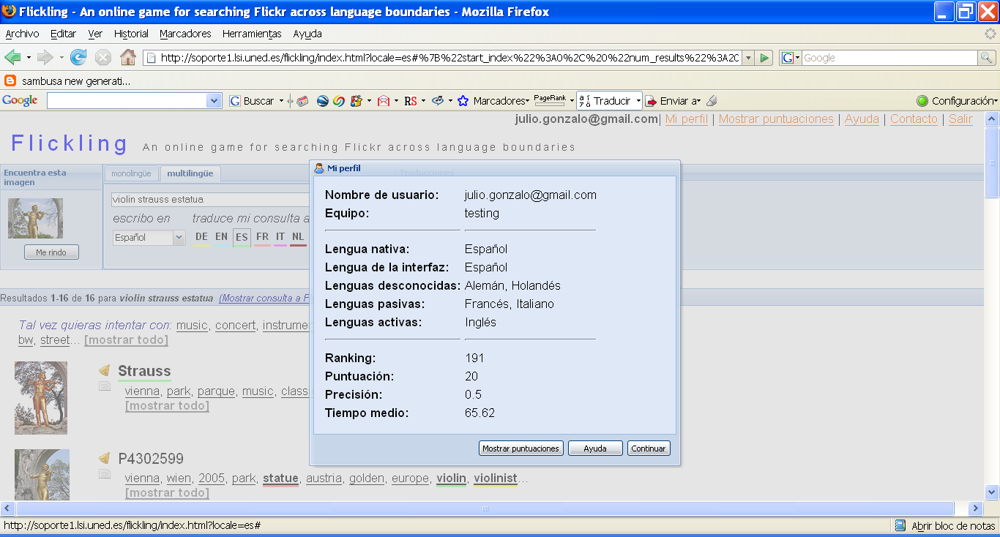 Flickling - An online game for searching Flickr across language boundaries - Mozilla Firefox
Archivo Editar Ver Historial Marcadores Herramientas Ayuda
http://soporte1.lsi.uned.es/flickling/index.html?locale=es#%7B%22start_index%22%3A0%2C%20%22num_results%22%3A2C
G Google
sambusa new generati...
Google G Buscar RS Marcadores PageRank Traducir Enviar a Configuración
julio.gonzalo@gmail.com| Mi perfil | Mostrar puntuaciones | Ayuda | Contacto | Salir
Flickling An online game for searching Flickr across language boundaries
Encuentra esta imagen
Me rindo
monolingüe multilingüe Traducciones
violin strauss estatua
escribo en traduce mi consulta a
Español DE EN ES FR IT NL
Resultados 1-16 de 16 para violin strauss estatua (Mostrar consulta a F
Tal vez quieras intentar con: music, concert, instrume
bw, street... [mostrar todo]
Strauss
vienna, park, parque, music, class
[mostrar todo]
P4302599
vienna, wien, 2005, park, statue, austria, golden, europe, violin, violinist...
[mostrar todo]
Mi perfil
Nombre de usuario: julio.gonzalo@gmail.com
Equipo: testing
Lengua nativa: Español
Lengua de la interfaz: Español
Lenguas desconocidas: Alemán, Holandés
Lenguas pasivas: Francés, Italiano
Lenguas activas: Inglés
Ranking: 191
Puntuación: 20
Precisión: 0.5
Tiempo medio: 65.62
Mostrar puntuaciones Ayuda Continuar
http://soporte1.lsi.uned.es/flickling/index.html?locale=es# Abrir bloc de notas